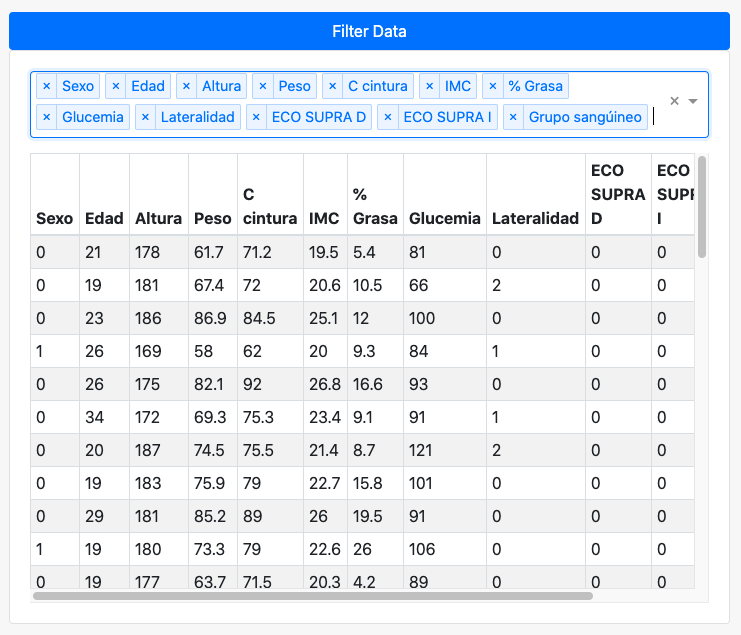 Filter Data
× Sexo × Edad × Altura × Peso × C cintura × IMC × % Grasa
× Glucemia × Lateralidad × ECO SUPRA D × ECO SUPRA I × Grupo sangúineo
Sexo Edad Altura Peso C cintura IMC % Grasa Glucemia Lateralidad ECO SUPRA D ECO SUPR I
0 21 178 61.7 71.2 19.5 5.4 81 0 0 0
0 19 181 67.4 72 20.6 10.5 66 2 0 0
0 23 186 86.9 84.5 25.1 12 100 0 0 0
1 26 169 58 62 20 9.3 84 1 0 0
0 26 175 82.1 92 26.8 16.6 93 0 0 0
0 34 172 69.3 75.3 23.4 9.1 91 1 0 0
0 20 187 74.5 75.5 21.4 8.7 121 2 0 0
0 19 183 75.9 79 22.7 15.8 101 0 0 0
0 29 181 85.2 89 26 19.5 91 0 0 0
1 19 180 73.3 79 22.6 26 106 0 0 0
0 19 177 63.7 71.5 20.3 4.2 89 0 0 0